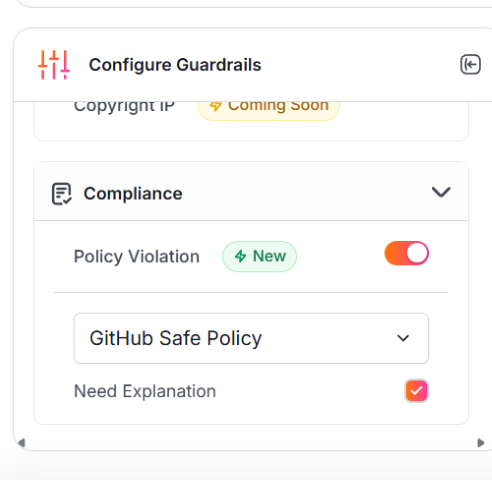 Configure Guardrails
Copyright IP Coming Soon
Compliance
Policy Violation New
GitHub Safe Policy
Need Explanation